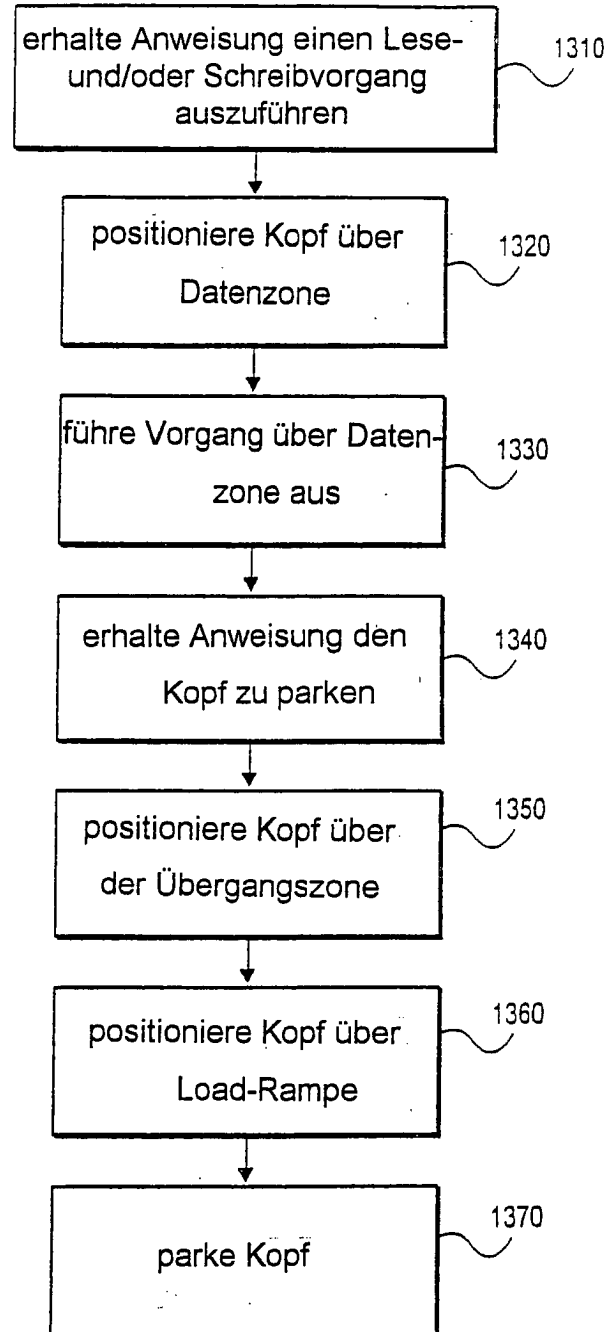 erhalte Anweisung einen Lese-
und/oder Schreibvorgang
auszuführen
1310
positioniere Kopf über
Datenzone
1320
führe Vorgang über Daten-
zone aus
1330
erhalte Anweisung den
Kopf zu parken
1340
positioniere Kopf über
der Übergangszone
1350
positioniere Kopf über
Load-Rampe
1360
parke Kopf
1370